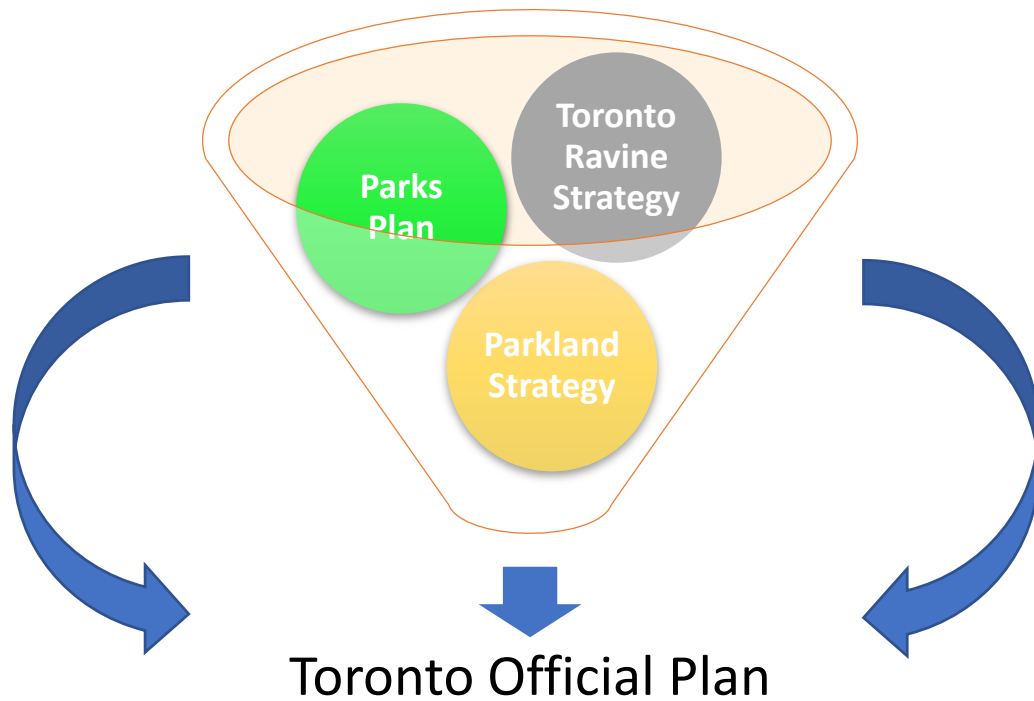 Toronto
Ravine
Strategy
Parks
Plan
Parkland
Strategy
Toronto Official Plan